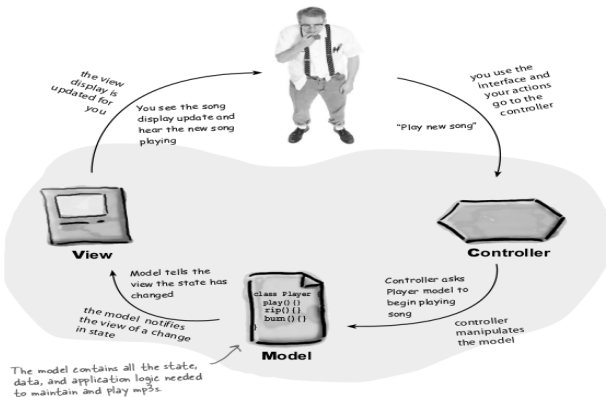 the view
display is
updated for
you
You see the song
display update and
hear the new song
playing
you use the
interface and
your actions
go to the
controller
"Play new song"
View
Controller
Model tells the
view the state has
changed
the model notifies
the view of a change
in state
class Player {
play(){}
rip(){}
burn(){}
}
Model
Controller asks
Player model to
begin playing
song
controller
manipulates
the model
The model contains all the state,
data, and application logic needed
to maintain and play mp3s.